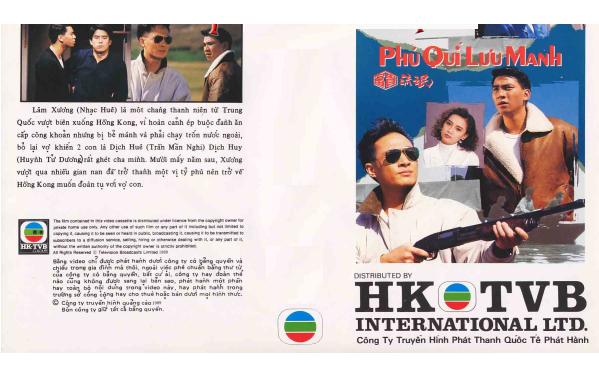 Lâm Xương (Nhạc Huê) là một chàng thanh niên từ Trung
Quốc vượt biên xuống Hồng Kong, vì hoàn cảnh ép buộc đành ăn
cấp công khoản nhưng bị bể mánh và phải chạy trốn nước ngoài,
bỏ lại vợ khiến 2 con là Dịch Huê (Trần Mẫn Nghi) Dịch Huy
(Huỳnh Tử Dương) rất ghét cha mình. Mười mấy năm sau, Xương
vượt qua nhiều gian nan để trở thành một vị tỷ phú nên trở về
Hồng Kong muốn đoàn tụ với vợ con.
HK-TVB
The film contained in this video cassette is distributed under licence from the copyright owner for
private home use only. Any other use of such film or any part of it including but not limited to
copying it, causing it to be seen or heard in public, broadcasting it, causing it to be transmitted to
subscribers to a diffusion service, selling, hiring or otherwise dealing with it, or any part of it,
without the written authority of the copyright owner is strictly prohibited.
All Rights Reserved © Television Broadcasts Limited 1989
Bằng video chỉ được phát hành dưới công ty có bằng quyền và
chiếu trong gia đình mà thôi, ngoài việc phê chuẩn bằng thư từ
của công ty có bằng quyền, bất cứ ai, công ty hay đoàn thể
nào cũng không được sang lại bản sao, phát hành một phần
hay toàn bộ nội dung trong video này, hay phát hành trong
trường sở công cộng hay cho thuê hoặc bán dưới mọi hình thức.
© Công ty truyền hình quảng cáo 1989
Bổn công ty giữ tất cả bằng quyền.
PHÚ QUÍ LƯU MANH
DISTRIBUTED BY
HK TVB
INTERNATIONAL LTD.
Công Ty Truyền Hình Phát Thanh Quốc Tế Phát Hành